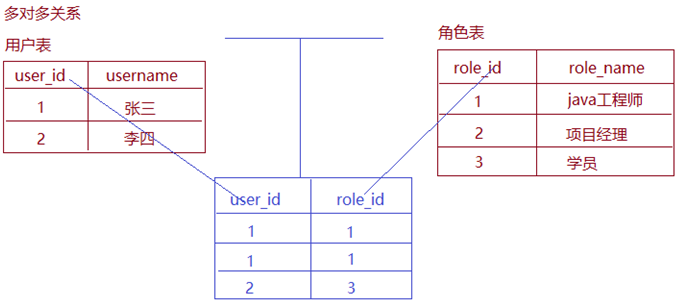 多对多关系
用户表
user_id username
1 张三
2 李四
角色表
role_id role_name
1 java工程师
2 项目经理
3 学员
user_id role_id
1 1
1 1
2 3